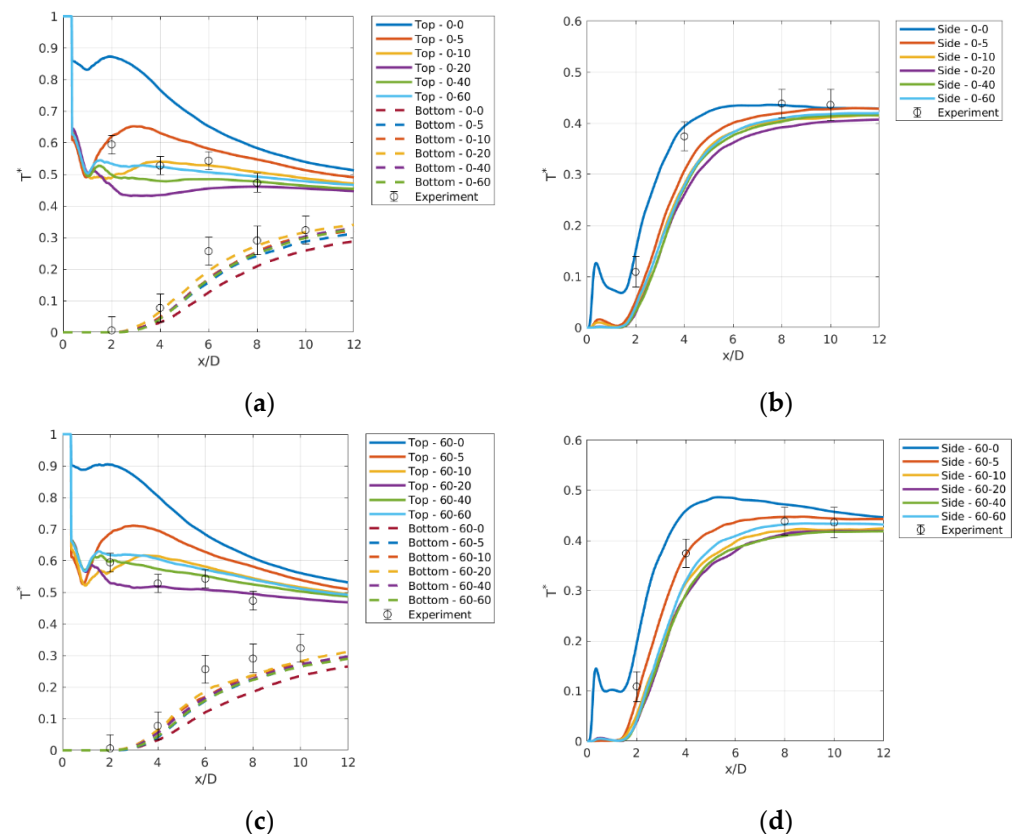 1
0.9
0.8
0.7
0.6
0.5
0.4
0.3
0.2
0.1
0
T*
0 2 4 6 8 10 12
x/D
Top - 0-0
Top - 0-5
Top - 0-10
Top - 0-20
Top - 0-40
Top - 0-60
Bottom - 0-0
Bottom - 0-5
Bottom - 0-10
Bottom - 0-20
Bottom - 0-40
Bottom - 0-60
Experiment
(a)
0.6
0.5
0.4
0.3
0.2
0.1
0
T*
0 2 4 6 8 10 12
x/D
Side - 0-0
Side - 0-5
Side - 0-10
Side - 0-20
Side - 0-40
Side - 0-60
Experiment
(b)
1
0.9
0.8
0.7
0.6
0.5
0.4
0.3
0.2
0.1
0
T*
0 2 4 6 8 10 12
x/D
Top - 60-0
Top - 60-5
Top - 60-10
Top - 60-20
Top - 60-40
Top - 60-60
Bottom - 60-0
Bottom - 60-5
Bottom - 60-10
Bottom - 60-20
Bottom - 60-40
Bottom - 60-60
Experiment
(c)
0.6
0.5
0.4
0.3
0.2
0.1
0
T*
0 2 4 6 8 10 12
x/D
Side - 60-0
Side - 60-5
Side - 60-10
Side - 60-20
Side - 60-40
Side - 60-60
Experiment
(d)